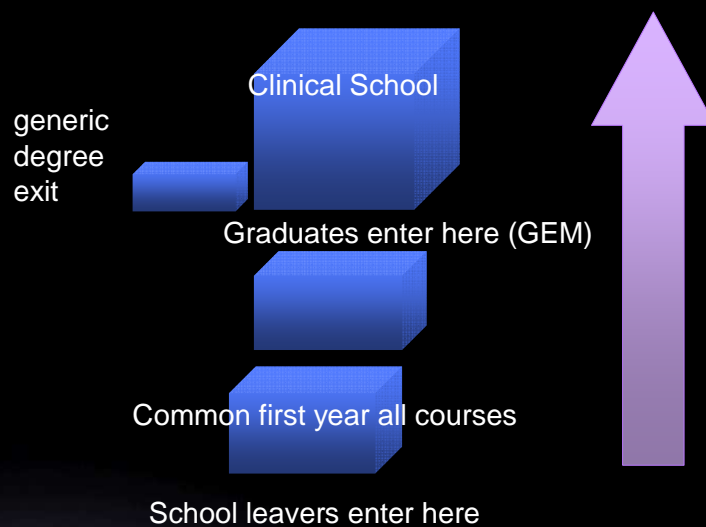 Clinical School
generic
degree
exit
Graduates enter here (GEM)
Common first year all courses
School leavers enter here